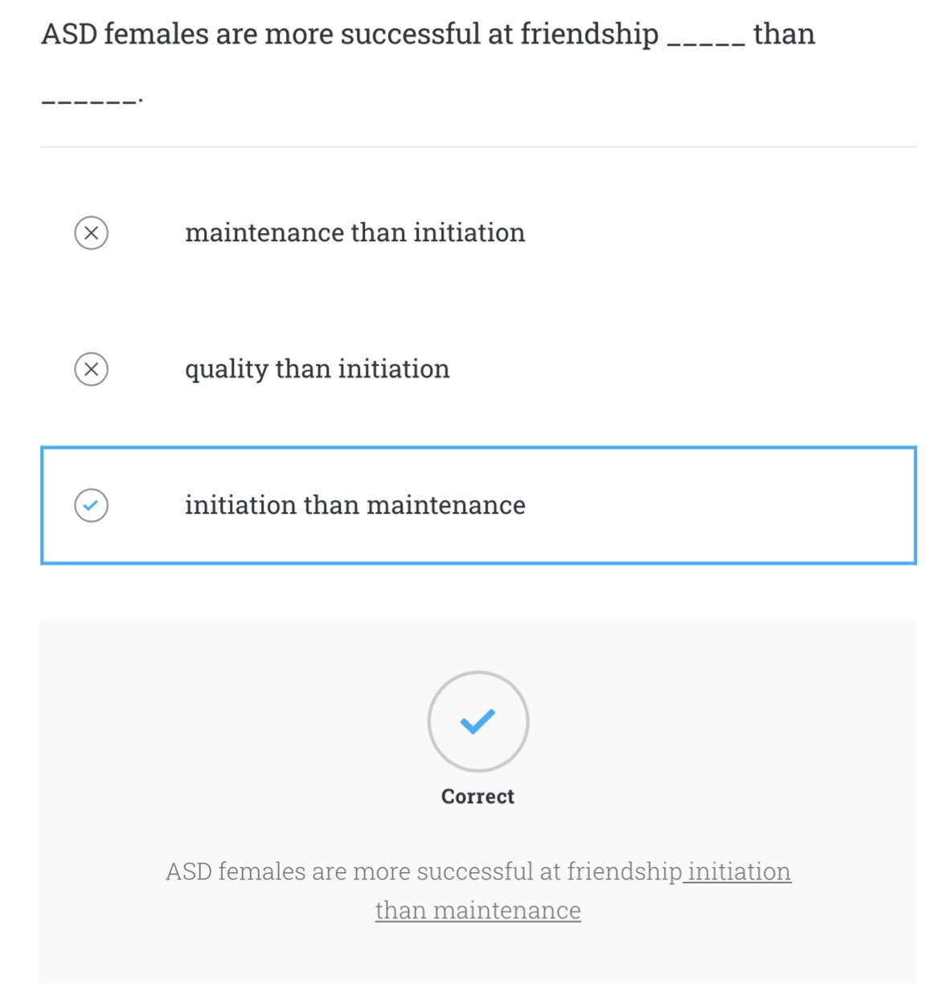 ASD females are more successful at friendship _____ than
______.
maintenance than initiation
quality than initiation
initiation than maintenance
Correct
ASD females are more successful at friendship initiation
than maintenance